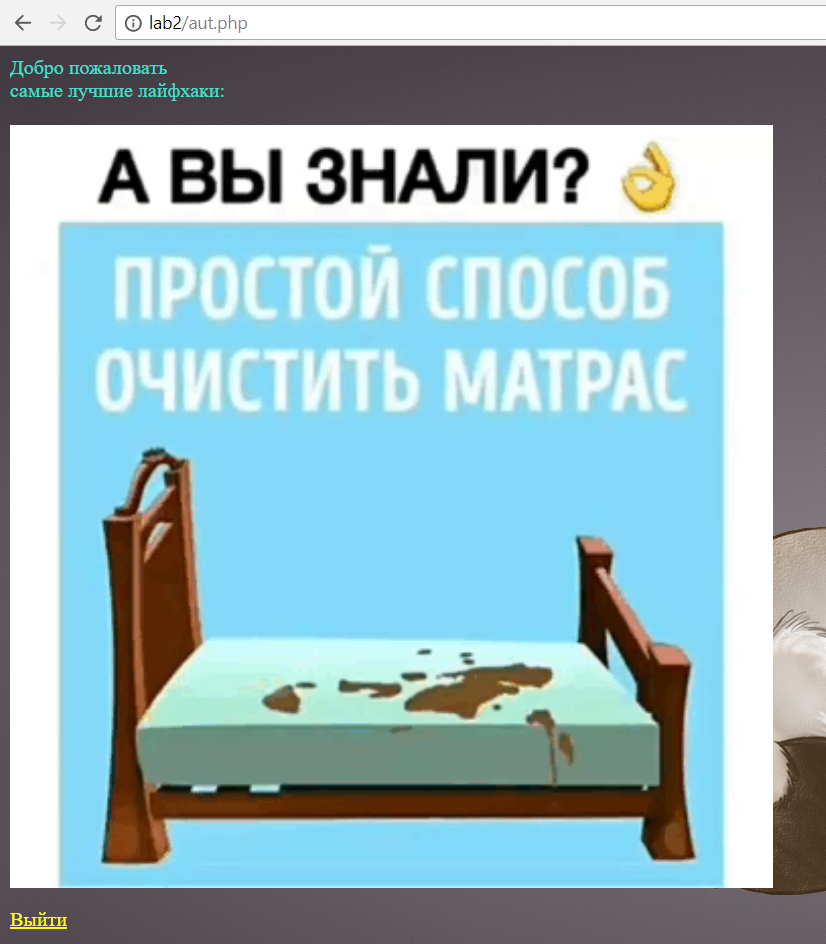 lab2/aut.php
Добро пожаловать
самые лучшие лайфхаки:
А ВЫ ЗНАЛИ? 👌
ПРОСТОЙ СПОСОБ
ОЧИСТИТЬ МАТРАС
Выйти